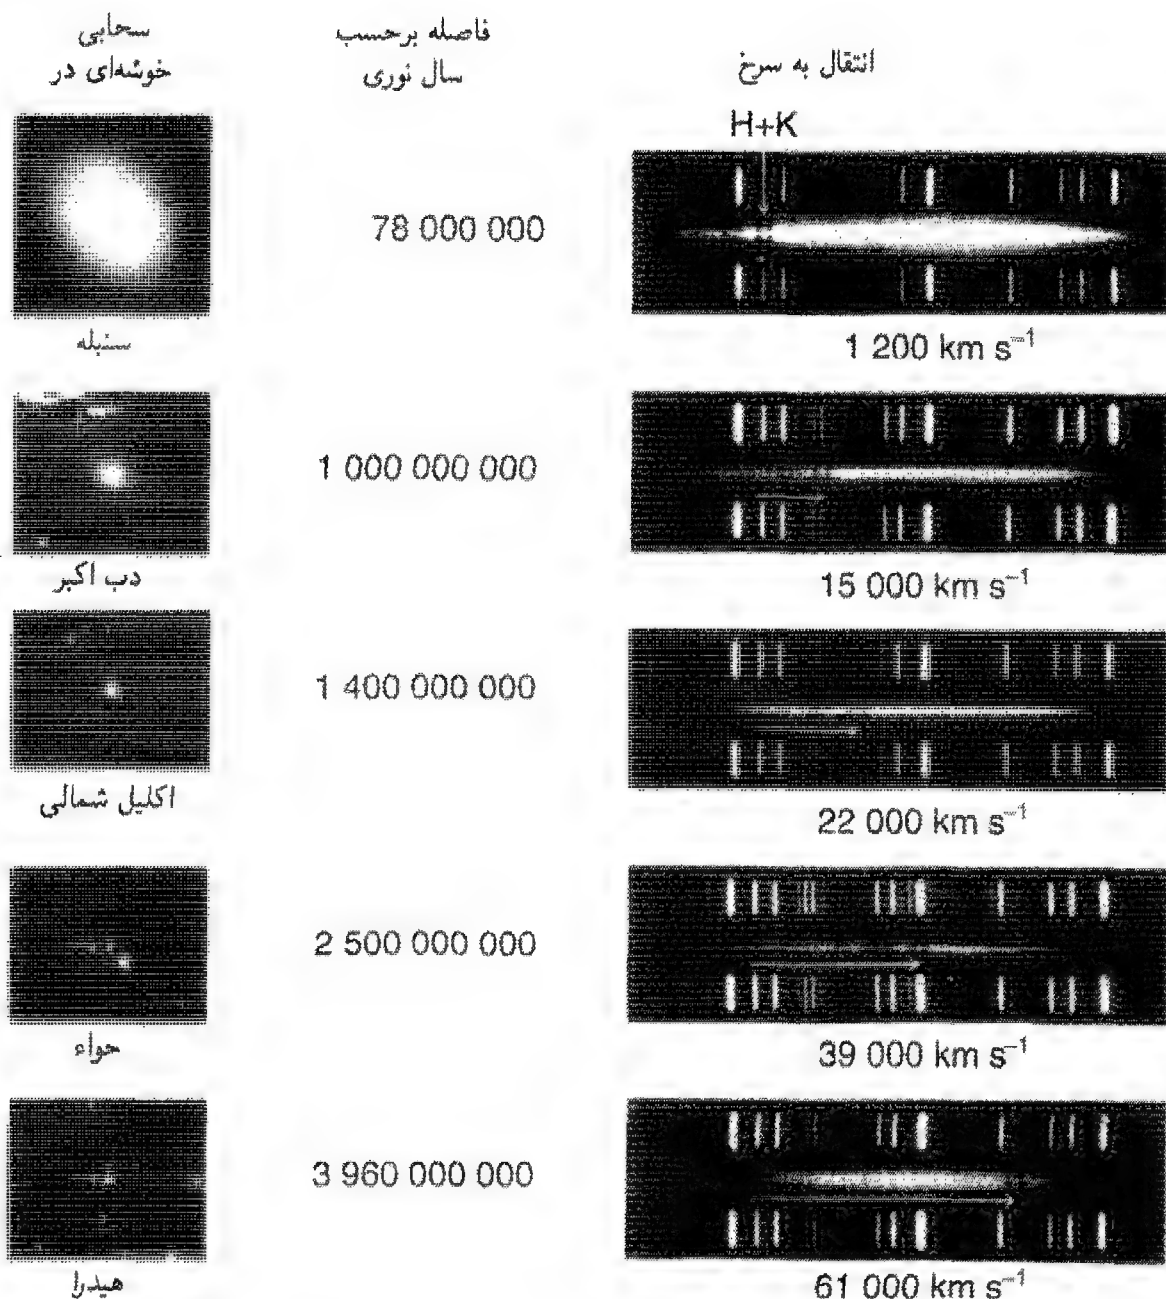 سحابی
خوشه‌ای در
فاصله برحسب
سال نوری
انتقال به سرخ
H+K
78 000 000
سنبله
1 200 km s⁻¹
1 000 000 000
دب اکبر
15 000 km s⁻¹
1 400 000 000
اکلیل شمالی
22 000 km s⁻¹
2 500 000 000
حواء
39 000 km s⁻¹
3 960 000 000
هیدرا
61 000 km s⁻¹